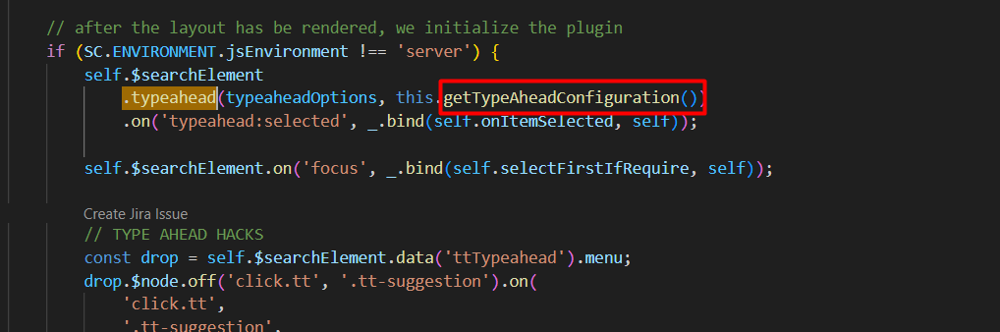 // after the layout has be rendered, we initialize the plugin
if (SC.ENVIRONMENT.jsEnvironment !== 'server') {
self.$searchElement
.typeahead(typeaheadOptions, this.getTypeAheadConfiguration())
.on('typeahead:selected', _.bind(self.onItemSelected, self));
self.$searchElement.on('focus', _.bind(self.selectFirstIfRequire, self));
Create Jira Issue
// TYPE AHEAD HACKS
const drop = self.$searchElement.data('ttTypeahead').menu;
drop.$node.off('click.tt', '.tt-suggestion').on(
'click.tt',
'.tt-suggestion',